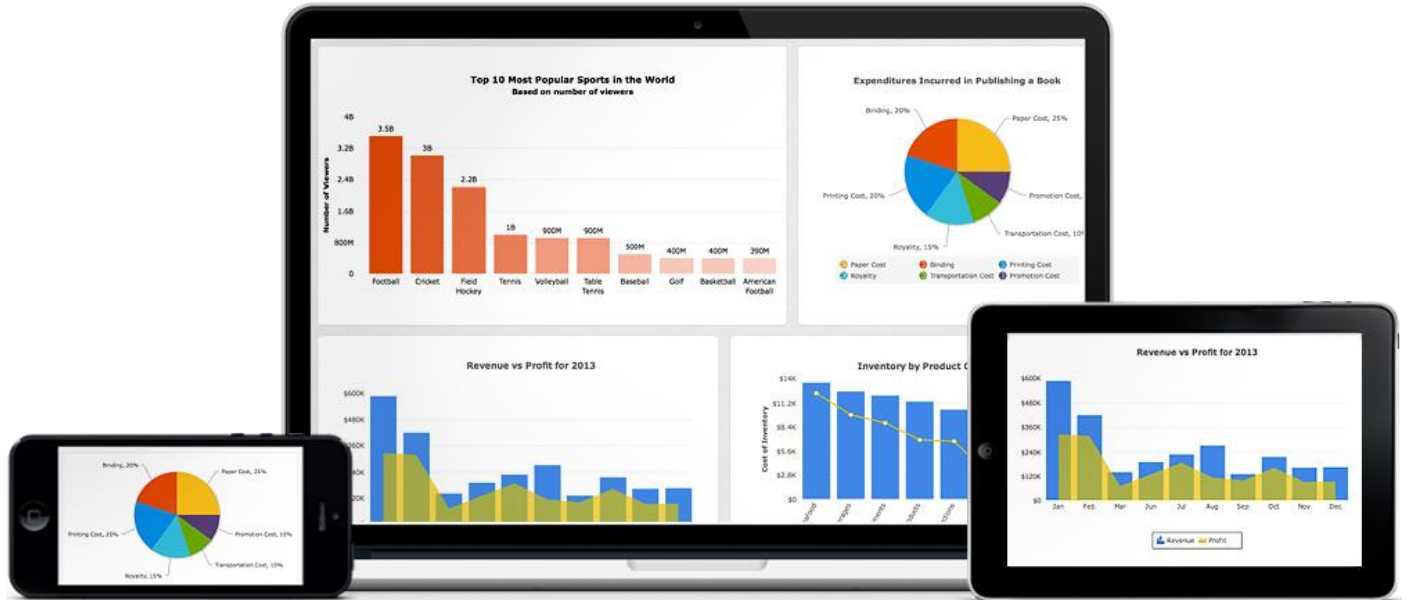 Top 10 Most Popular Sports in the World
Based on number of viewers
Number of Viewers
4B
3.2B
2.4B
1.6B
800M
0
3.5B
3B
2.2B
1B
900M
900M
500M
400M
400M
390M
Football
Cricket
Field
Hockey
Tennis
Volleyball
Table
Tennis
Baseball
Golf
Basketball
American
Football
Expenditures Incurred in Publishing a Book
Binding, 20%
Paper Cost, 25%
Printing Cost, 20%
Promotion Cost,
Transportation Cost, 10%
Royality, 15%
Paper Cost
Binding
Printing Cost
Royality
Transportation Cost
Promotion Cost
Revenue vs Profit for 2013
$600K
$480K
$360K
Inventory by Product C
Cost of Inventory
$14K
$11.2K
$8.4K
$5.6K
$2.8K
$0
Binding, 20%
Paper Cost, 25%
Printing Cost, 20%
Promotion Cost, 10%
Transportation Cost, 10%
Royality, 15%
Revenue vs Profit for 2013
$600K
$480K
$360K
$240K
$120K
$0
Jan
Feb
Mar
Jun
Jul
Aug
Sep
Oct
Nov
Dec
Revenue
Profit